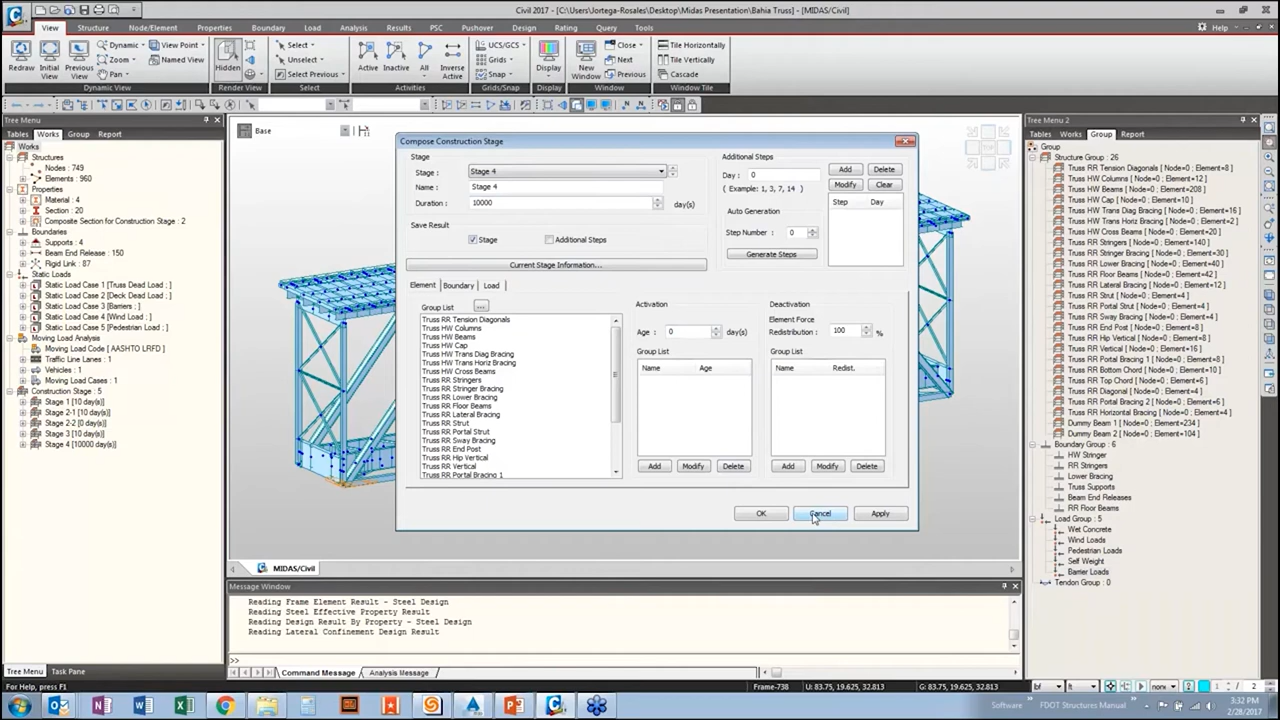 Civil 2017 - [C:\Users\Jortega-Rosales\Desktop\Midas Presentation\Bahia Truss] - [MIDAS/Civil]
View Structure Node/Element Properties Boundary Load Analysis Results PSC Pushover Design Rating Query Tools Help
Redraw Initial View Previous View Dynamic View Point Zoom Named View Pan Hidden Select Unselect Select Previous Active Inactive All Inverse Active UCS/GCS Grids Snap Display New Window Close Next Previous Tile Horizontally Tile Vertically Cascade
Dynamic View Render View Select Activities Grids/Snap Display Window Window Tile
Tree Menu
Tables Works Group Report
Works
Structures
Nodes : 749
Elements : 960
Properties
Material : 4
Section : 20
Composite Section for Construction Stage : 2
Boundaries
Supports : 4
Beam End Release : 150
Rigid Link : 87
Static Loads
Static Load Case 1 [Truss Dead Load ; ]
Static Load Case 2 [Deck Dead Load ; ]
Static Load Case 3 [Barriers ; ]
Static Load Case 4 [Wind Load ; ]
Static Load Case 5 [Pedestrian Load ; ]
Moving Load Analysis
Moving Load Code [ AASHTO LRFD ]
Traffic Line Lanes : 1
Vehicles : 1
Moving Load Cases : 1
Construction Stage : 5
Stage 1 [10 day(s)]
Stage 2-1 [10 day(s)]
Stage 2-2 [0 day(s)]
Stage 3 [10 day(s)]
Stage 4 [10000 day(s)]
Tree Menu Task Pane
Base
Compose Construction Stage
Stage
Stage : Stage 4
Name : Stage 4
Duration : 10000 day(s)
Save Result
Stage Additional Steps
Current Stage Information...
Additional Steps
Day : 0 Add Delete
( Example: 1, 3, 7, 14 ) Modify Clear
Auto Generation
Step Day
Step Number : 0
Generate Steps
Element Boundary Load
Group List ...
Truss RR Tension Diagonals
Truss HW Columns
Truss HW Beams
Truss HW Cap
Truss HW Trans Diag Bracing
Truss HW Trans Horiz Bracing
Truss HW Cross Beams
Truss RR Stringers
Truss RR Stringer Bracing
Truss RR Lower Bracing
Truss RR Floor Beams
Truss RR Lateral Bracing
Truss RR Strut
Truss RR Portal Strut
Truss RR Sway Bracing
Truss RR End Post
Truss RR Hip Vertical
Truss RR Vertical
Truss RR Portal Bracing 1
Activation
Age : 0 day(s)
Group List
Name Age
Add Modify Delete
Deactivation
Element Force
Redistribution : 100 %
Group List
Name Redist.
Add Modify Delete
OK Cancel Apply
MIDAS/Civil
Message Window
Reading Frame Element Result - Steel Design
Reading Steel Effective Property Result
Reading Design Result By Property - Steel Design
Reading Lateral Confinement Design Result
>>
Command Message Analysis Message
Tree Menu 2
Tables Works Group Report
Group
Structure Group : 26
Truss RR Tension Diagonals [ Node=0 ; Element=8 ]
Truss HW Columns [ Node=0 ; Element=12 ]
Truss HW Beams [ Node=0 ; Element=208 ]
Truss HW Cap [ Node=0 ; Element=10 ]
Truss HW Trans Diag Bracing [ Node=0 ; Element=16 ]
Truss HW Trans Horiz Bracing [ Node=0 ; Element=4 ]
Truss HW Cross Beams [ Node=0 ; Element=20 ]
Truss RR Stringers [ Node=0 ; Element=140 ]
Truss RR Stringer Bracing [ Node=0 ; Element=30 ]
Truss RR Lower Bracing [ Node=0 ; Element=40 ]
Truss RR Floor Beams [ Node=0 ; Element=42 ]
Truss RR Lateral Bracing [ Node=0 ; Element=12 ]
Truss RR Strut [ Node=0 ; Element=4 ]
Truss RR Portal Strut [ Node=0 ; Element=4 ]
Truss RR Sway Bracing [ Node=0 ; Element=12 ]
Truss RR End Post [ Node=0 ; Element=8 ]
Truss RR Hip Vertical [ Node=0 ; Element=8 ]
Truss RR Vertical [ Node=0 ; Element=16 ]
Truss RR Portal Bracing 1 [ Node=0 ; Element=8 ]
Truss RR Bottom Chord [ Node=0 ; Element=10 ]
Truss RR Top Chord [ Node=0 ; Element=6 ]
Truss RR Diagonal [ Node=0 ; Element=4 ]
Truss RR Portal Bracing 2 [ Node=0 ; Element=6 ]
Truss RR Horizontal Bracing [ Node=0 ; Element=4 ]
Dummy Beam 1 [ Node=0 ; Element=234 ]
Dummy Beam 2 [ Node=0 ; Element=104 ]
Boundary Group : 6
HW Stringer
RR Stringers
Lower Bracing
Truss Supports
Beam End Releases
RR Floor Beams
Load Group : 5
Wet Concrete
Wind Loads
Pedestrian Loads
Self Weight
Barrier Loads
Tendon Group : 0
For Help, press F1 Frame-738 U: 83.75, 19.625, 32.813 G: 83.75, 19.625, 32.813 kf ft none 1 / 2
Software FDOT Structures Manual 3:32 PM
2/28/2017